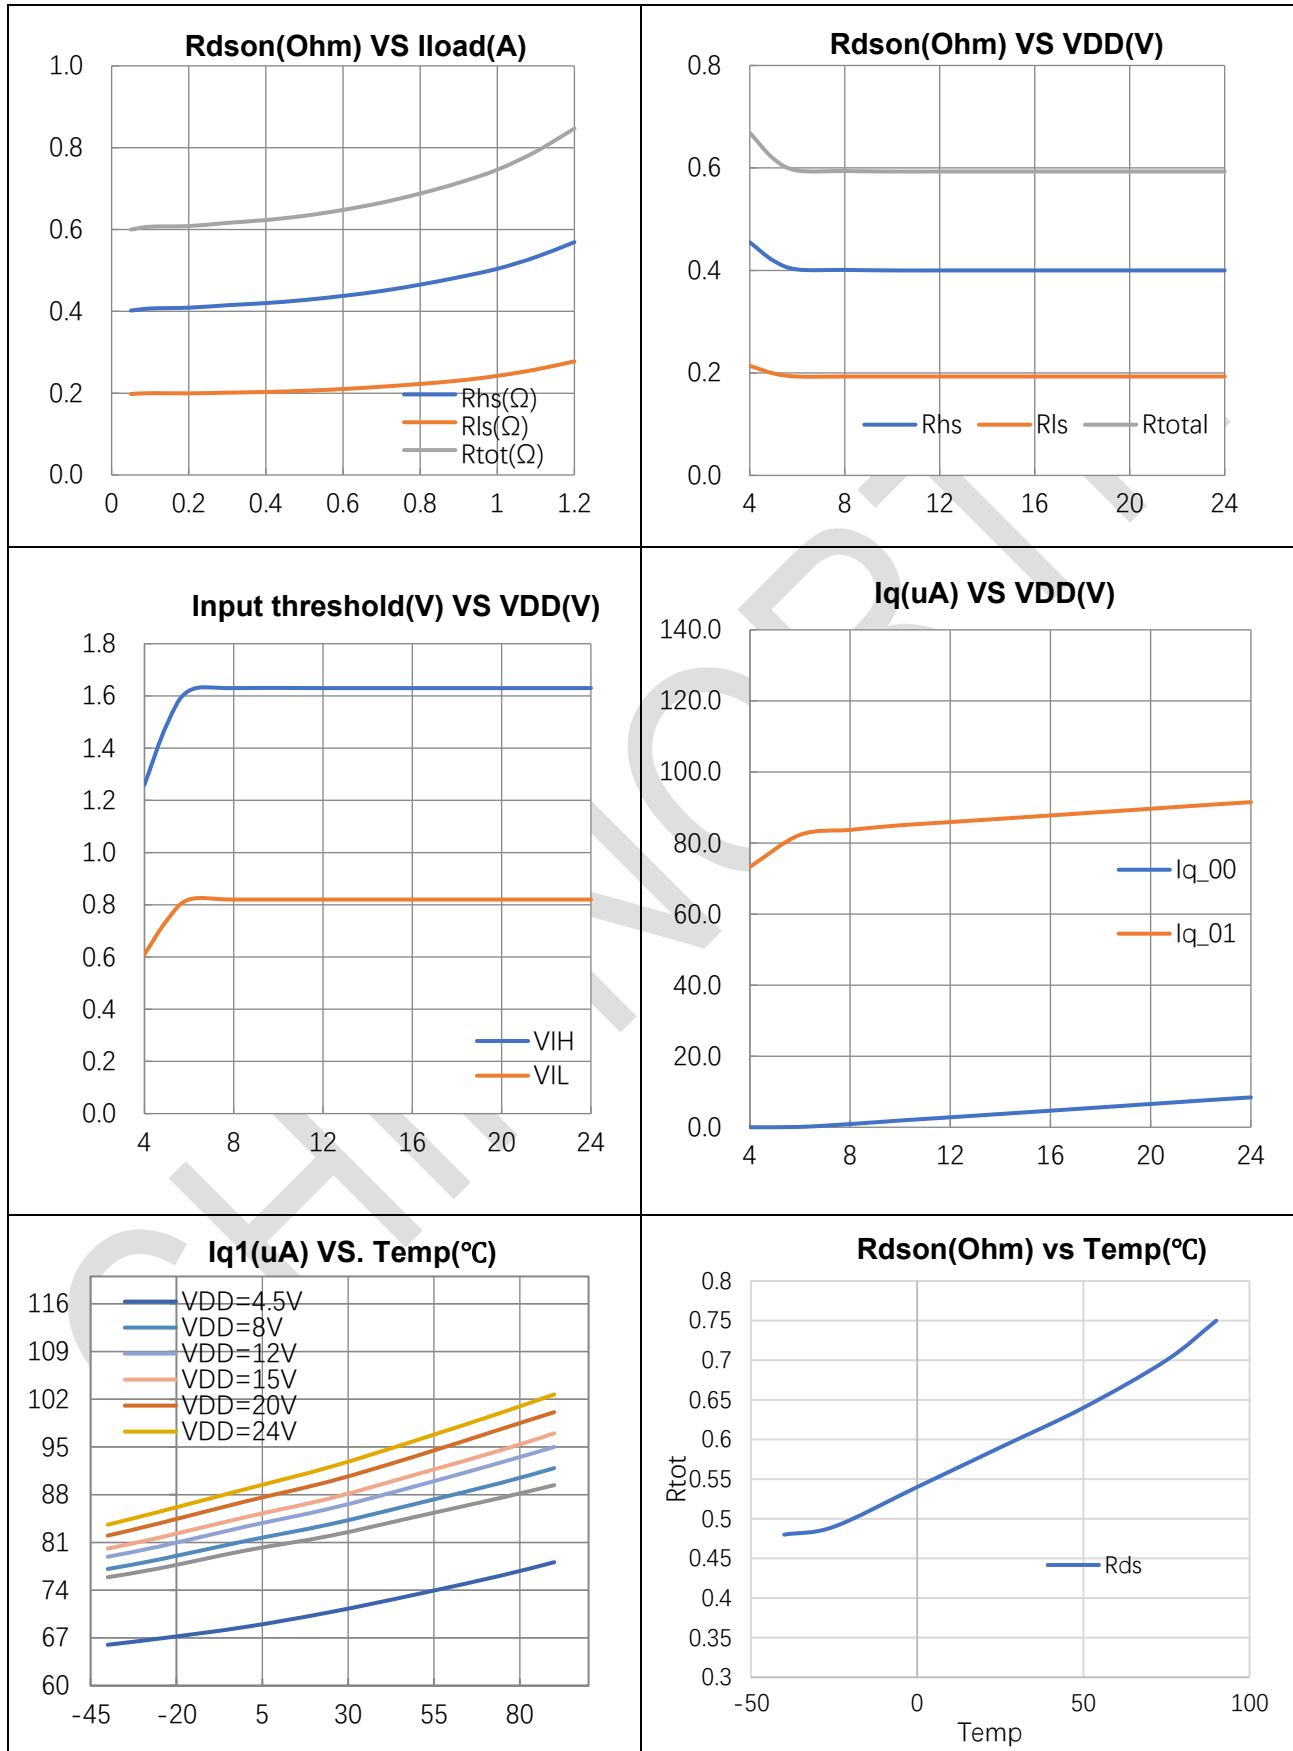 Rdson(Ohm) VS Iload(A)
1.0
0.8
0.6
0.4
0.2
0.0
0 0.2 0.4 0.6 0.8 1 1.2
Rhs(Ω)
Rls(Ω)
Rtot(Ω)
Rdson(Ohm) VS VDD(V)
0.8
0.6
0.4
0.2
0.0
4 8 12 16 20 24
Rhs Rls Rtotal
Input threshold(V) VS VDD(V)
1.8
1.6
1.4
1.2
1.0
0.8
0.6
0.4
0.2
0.0
4 8 12 16 20 24
VIH
VIL
Iq(uA) VS VDD(V)
140.0
120.0
100.0
80.0
60.0
40.0
20.0
0.0
4 8 12 16 20 24
Iq_00
Iq_01
Iq1(uA) VS. Temp(℃)
116
109
102
95
88
81
74
67
60
-45 -20 5 30 55 80
VDD=4.5V
VDD=8V
VDD=12V
VDD=15V
VDD=20V
VDD=24V
Rdson(Ohm) vs Temp(℃)
0.8
0.75
0.7
0.65
0.6
0.55
0.5
0.45
0.4
0.35
0.3
-50 0 50 100
Rtot
Temp
Rds